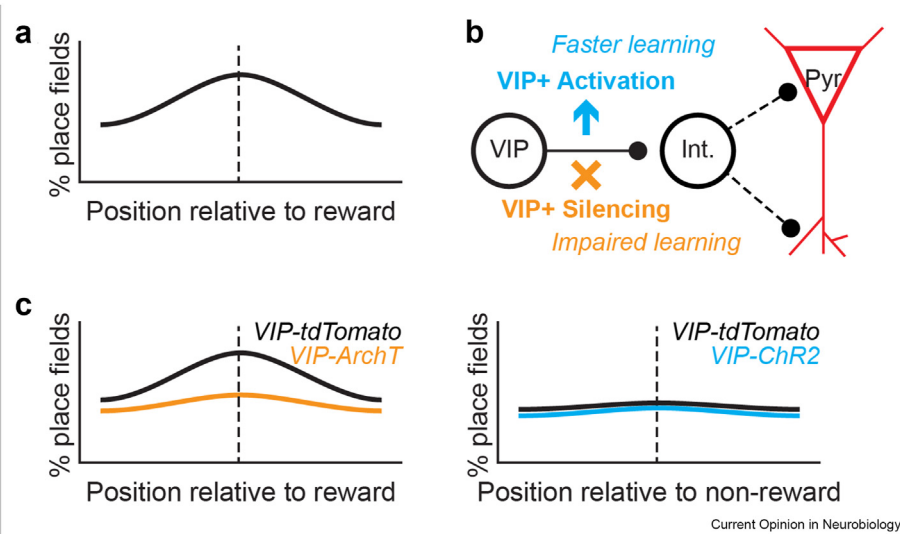 a
% place fields
Position relative to reward
b
Faster learning
VIP+ Activation
VIP
Int.
Pyr.
VIP+ Silencing
Impaired learning
c
% place fields
VIP-tdTomato
VIP-ArchT
Position relative to reward
% place fields
VIP-tdTomato
VIP-ChR2
Position relative to non-reward
Current Opinion in Neurobiology